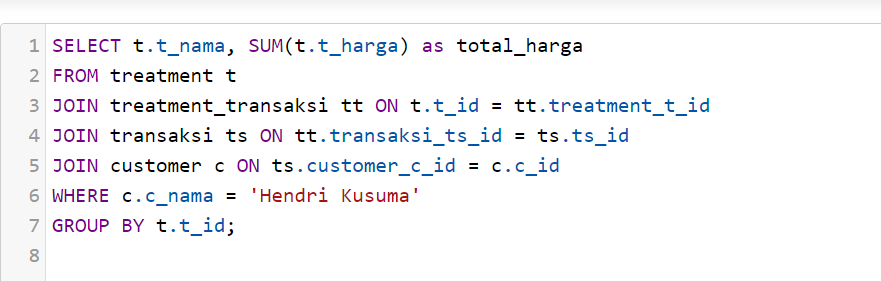 1 SELECT t.t_nama, SUM(t.t_harga) as total_harga
2 FROM treatment t
3 JOIN treatment_transaksi tt ON t.t_id = tt.treatment_t_id
4 JOIN transaksi ts ON tt.transaksi_ts_id = ts.ts_id
5 JOIN customer c ON ts.customer_c_id = c.c_id
6 WHERE c.c_nama = 'Hendri Kusuma'
7 GROUP BY t.t_id;
8